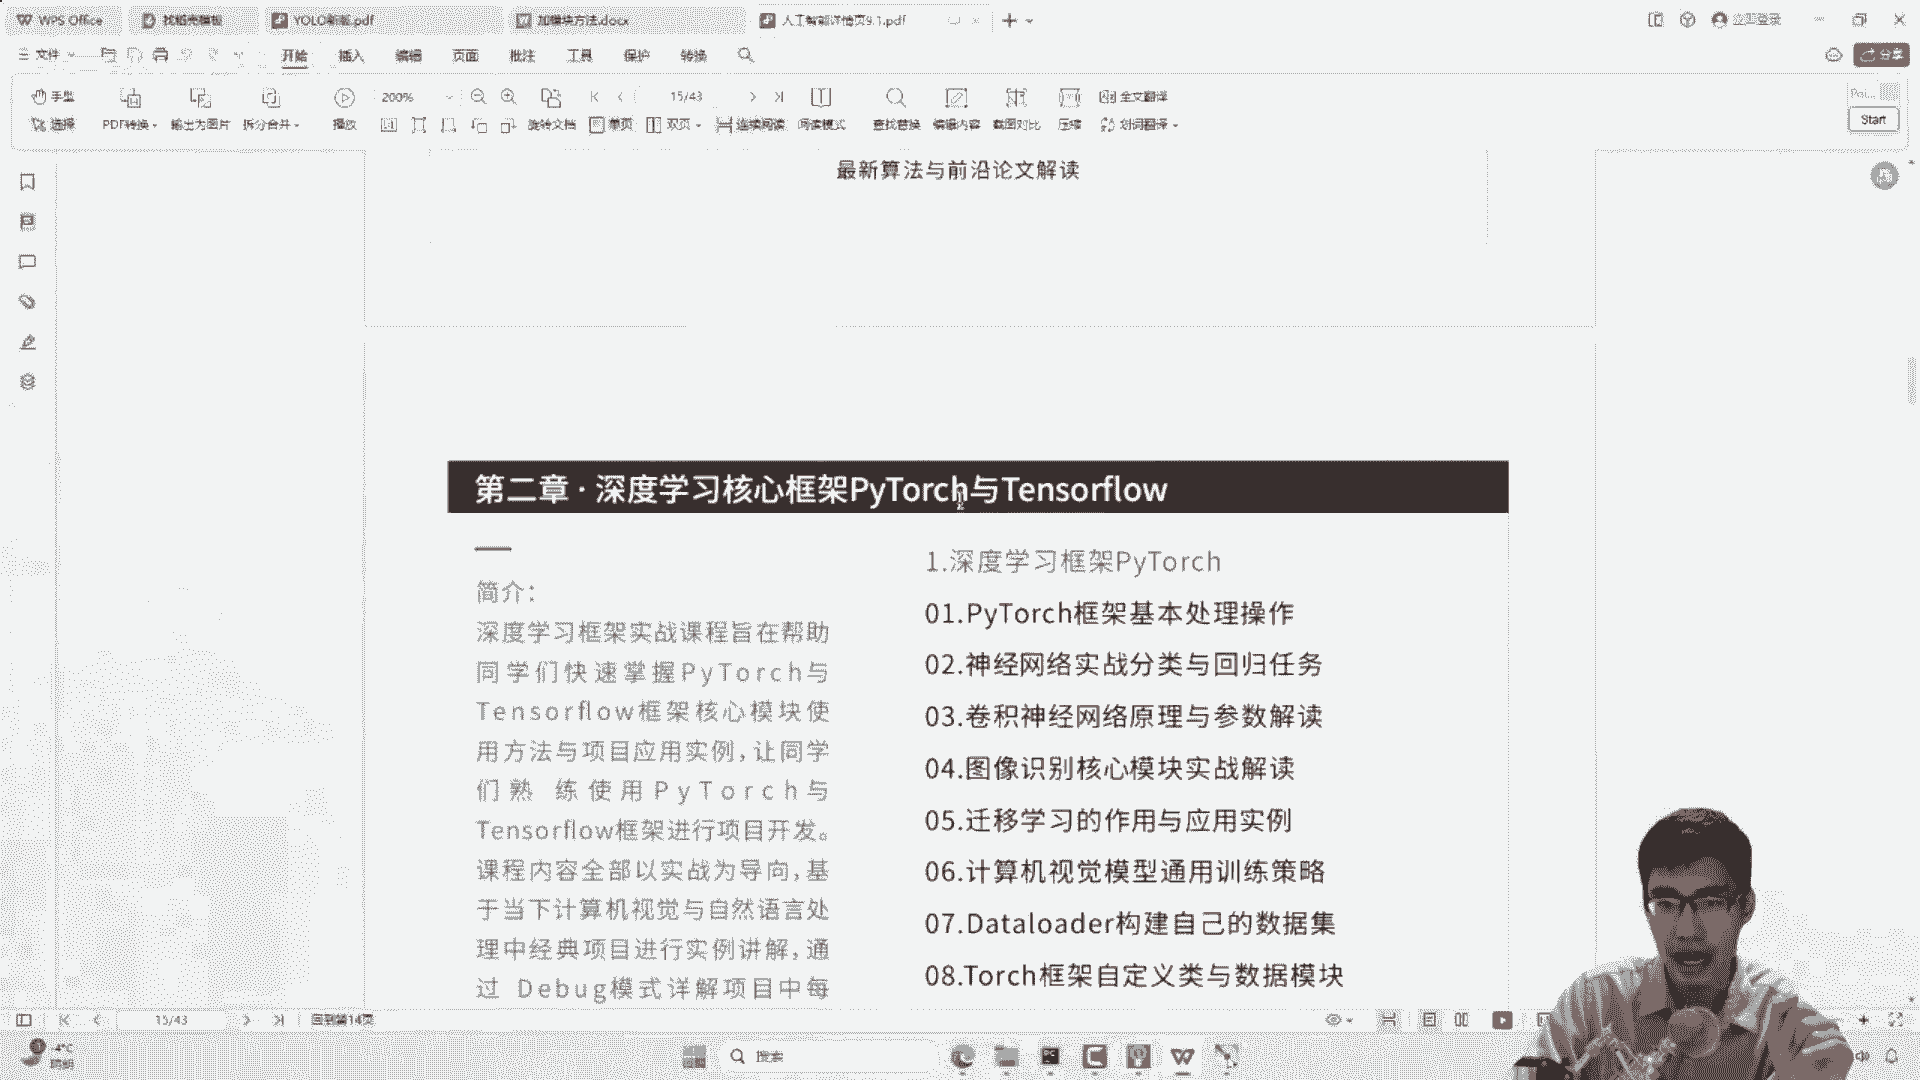 WPS Office
找稻壳模板
YOLO新版.pdf
加模块方法.docx
人工智能详情页9.1.pdf
立即登录
文件
开始
插入
编辑
页面
批注
工具
保护
转换
分享
手型
200%
15/43
全文翻译
选择
PDF转换
输出为图片
拆分合并
播放
旋转文档
单页
双页
连续阅读
阅读模式
查找替换
编辑内容
截图对比
压缩
划词翻译
Start
最新算法与前沿论文解读
第二章 · 深度学习核心框架PyTorch与Tensorflow
简介:
深度学习框架实战课程旨在帮助
同学们快速掌握PyTorch与
Tensorflow框架核心模块使
用方法与项目应用实例,让同学
们熟 练使用PyTorch与
Tensorflow框架进行项目开发。
课程内容全部以实战为导向,基
于当下计算机视觉与自然语言处
理中经典项目进行实例讲解,通
过 Debug模式详解项目中每
1.深度学习框架PyTorch
01.PyTorch框架基本处理操作
02.神经网络实战分类与回归任务
03.卷积神经网络原理与参数解读
04.图像识别核心模块实战解读
05.迁移学习的作用与应用实例
06.计算机视觉模型通用训练策略
07.Dataloader构建自己的数据集
08.Torch框架自定义类与数据模块
15/43
回到第14页
搜索